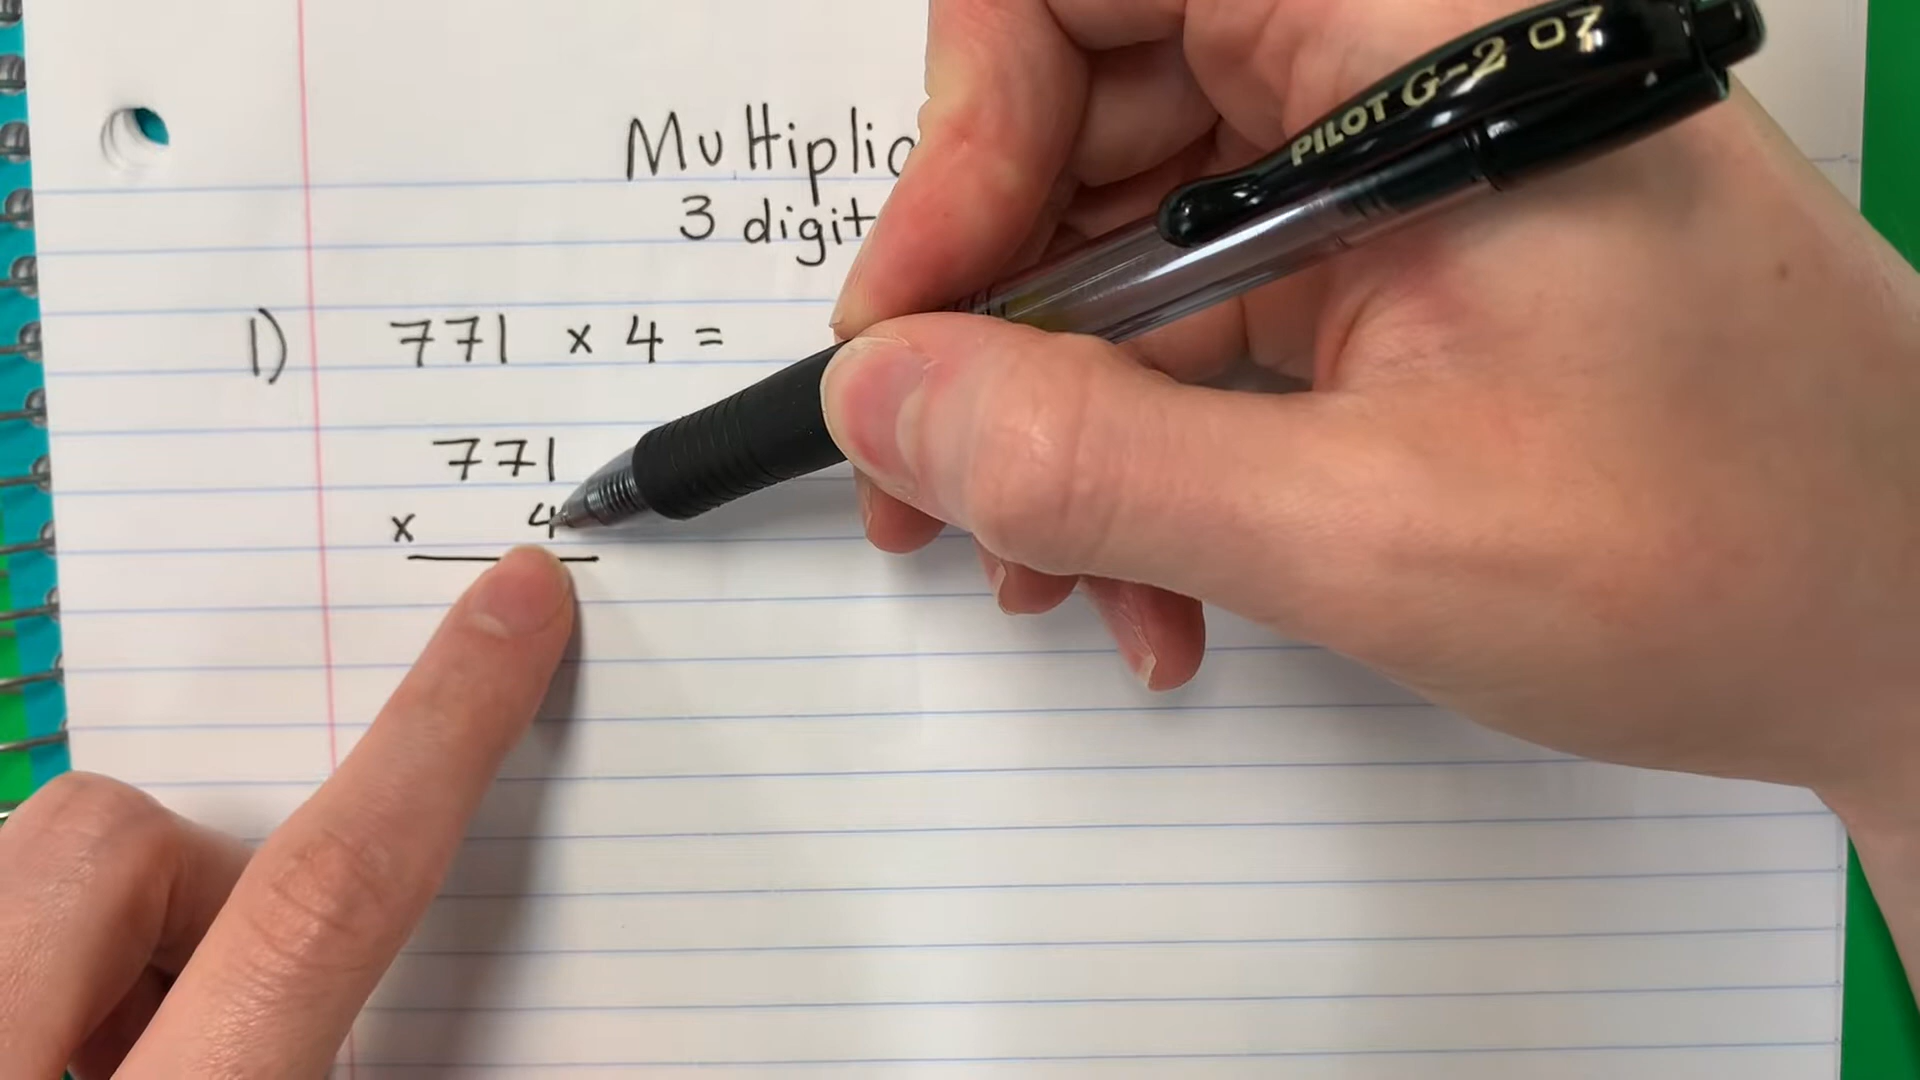 Multiplic
3 digit
1) 771 x 4 =
771
x 4
PILOT G-2 07